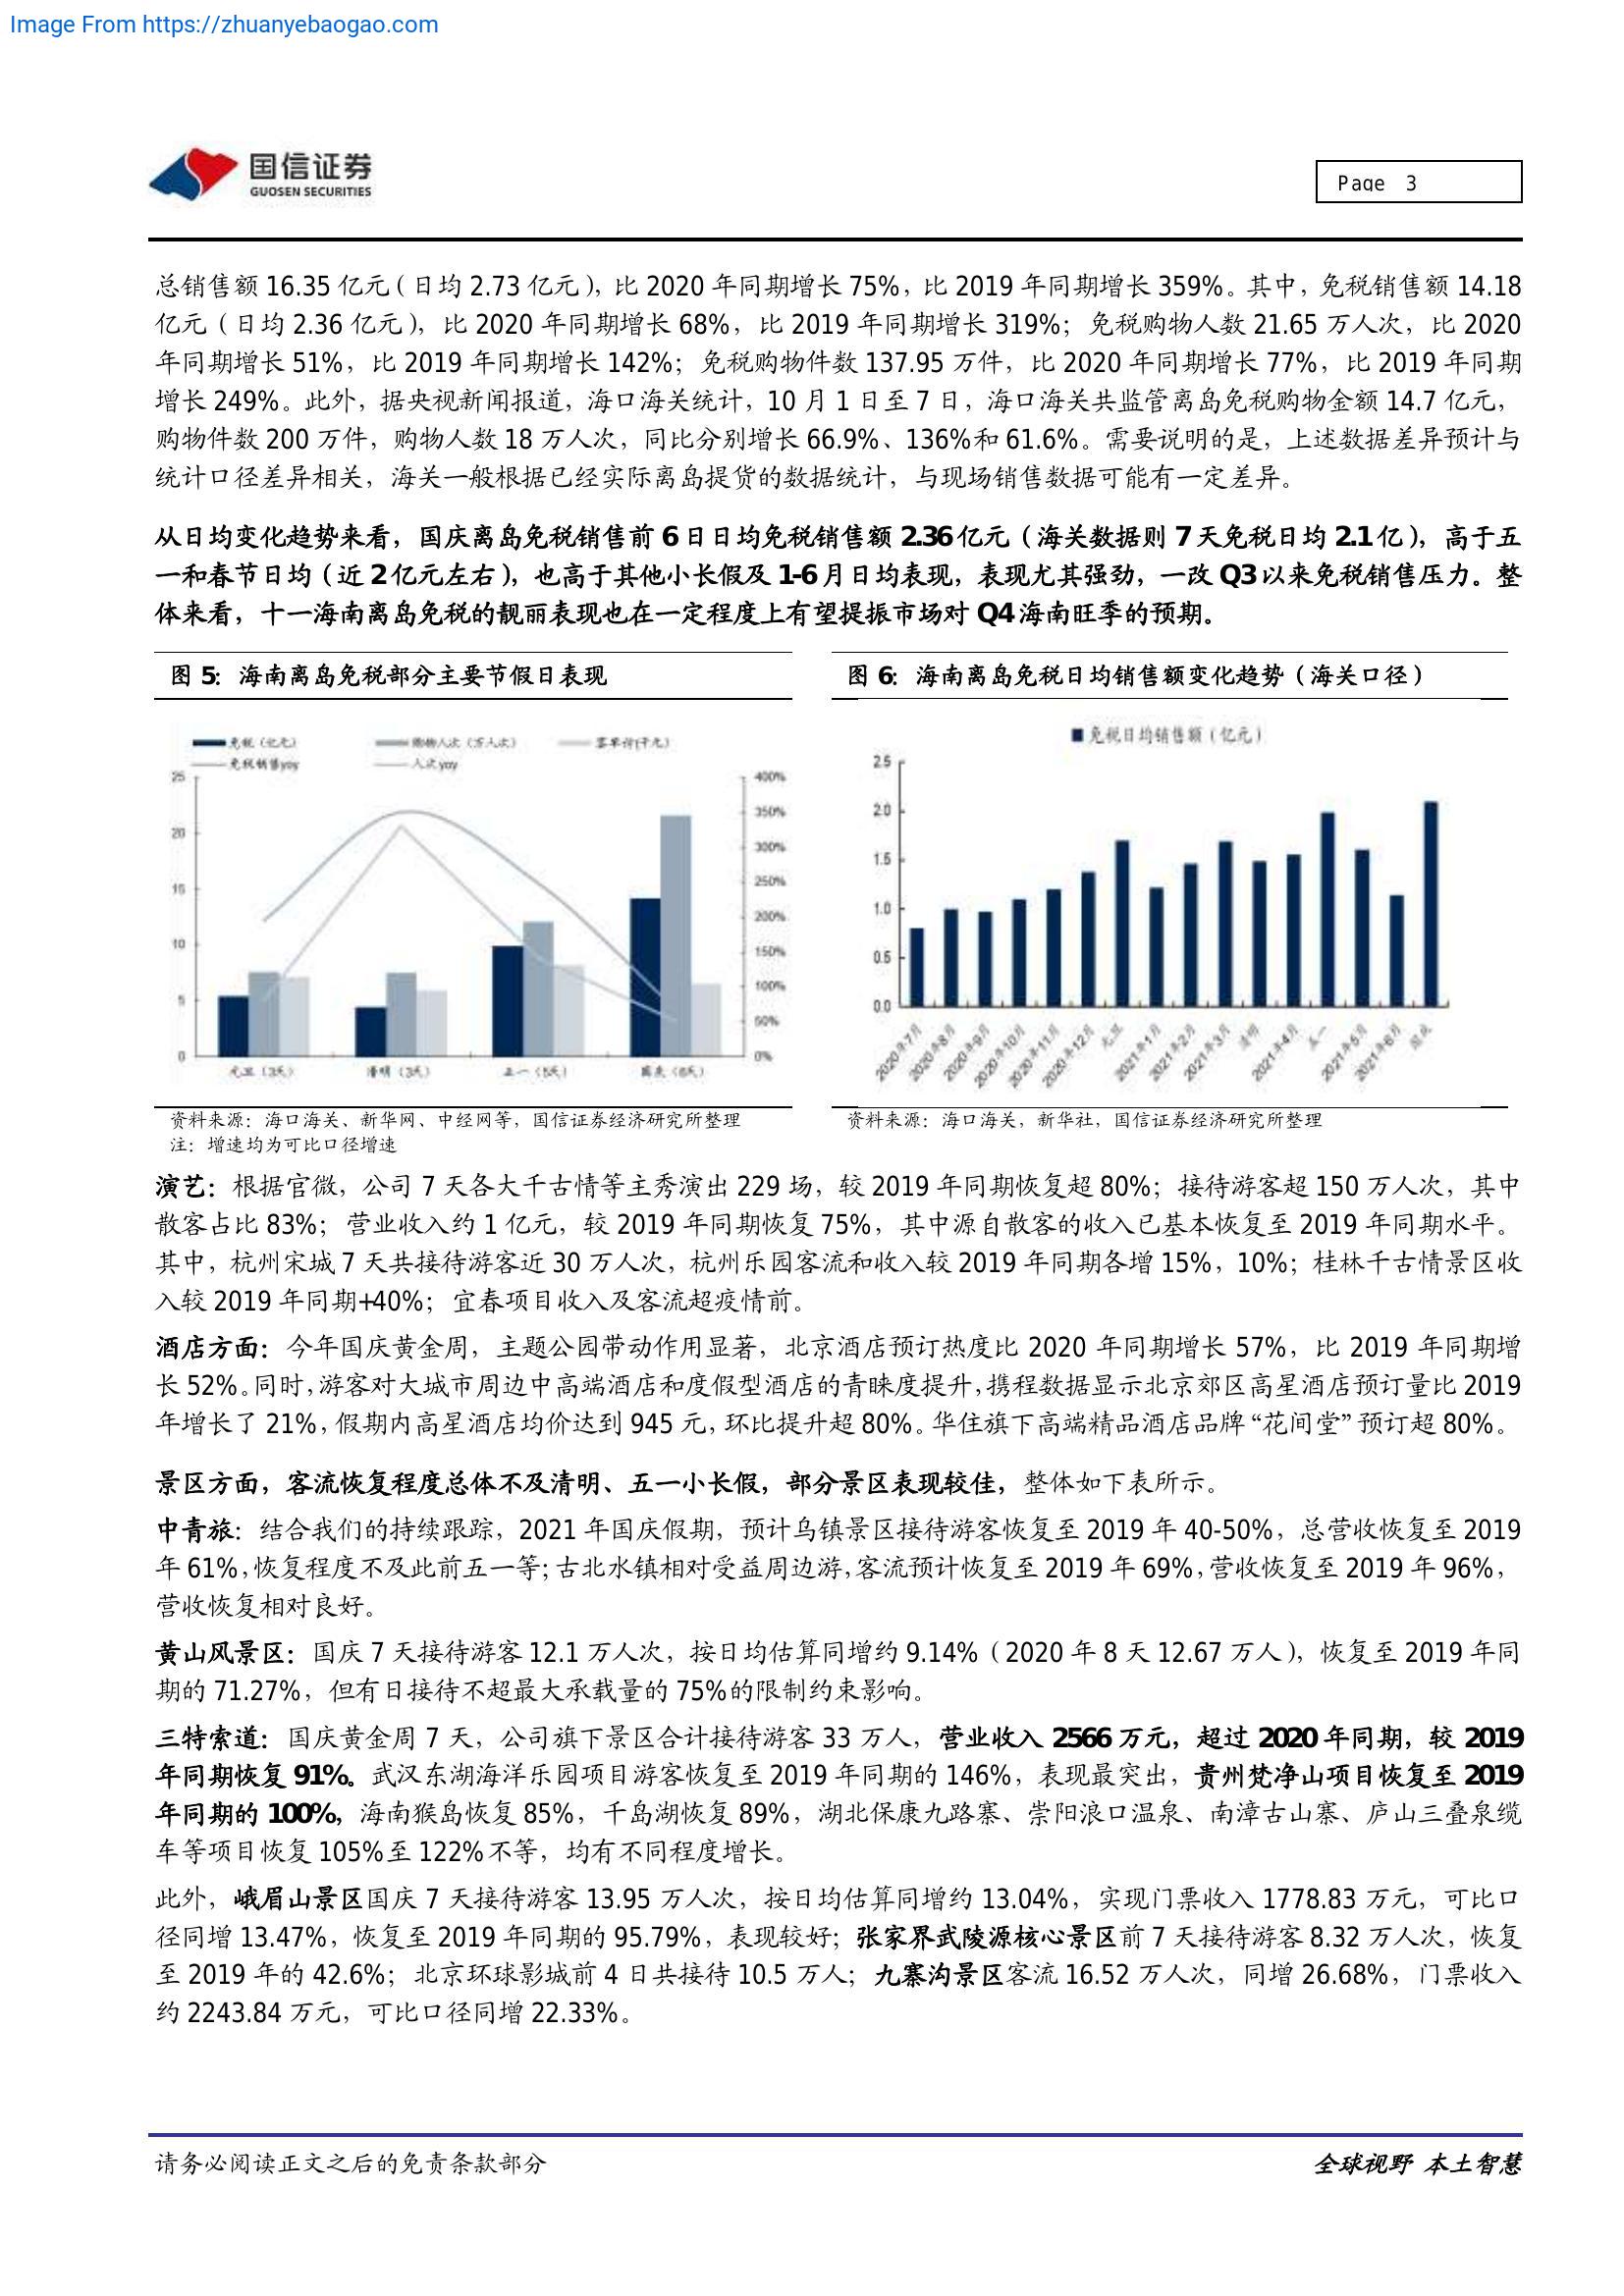 Image From https://zhuanyebaogao.com
国信证券
GUOSEN SECURITIES
Page 3
总销售额 16.35 亿元（日均 2.73 亿元），比 2020 年同期增长 75%，比 2019 年同期增长 359%。其中，免税销售额 14.18
亿元（日均 2.36 亿元），比 2020 年同期增长 68%，比 2019 年同期增长 319%；免税购物人数 21.65 万人次，比 2020
年同期增长 51%，比 2019 年同期增长 142%；免税购物件数 137.95 万件，比 2020 年同期增长 77%，比 2019 年同期
增长 249%。此外，据央视新闻报道，海口海关统计，10 月 1 日至 7 日，海口海关共监管离岛免税购物金额 14.7 亿元，
购物件数 200 万件，购物人数 18 万人次，同比分别增长 66.9%、136%和 61.6%。需要说明的是，上述数据差异预计与
统计口径差异相关，海关一般根据已经实际离岛提货的数据统计，与现场销售数据可能有一定差异。
从日均变化趋势来看，国庆离岛免税销售前 6 日日均免税销售额 2.36 亿元（海关数据则 7 天免税日均 2.1 亿），高于五
一和春节日均（近 2 亿元左右），也高于其他小长假及 1-6 月日均表现，表现尤其强劲，一改 Q3 以来免税销售压力。整
体来看，十一海南离岛免税的靓丽表现也在一定程度上有望提振市场对 Q4 海南旺季的预期。
图 5：海南离岛免税部分主要节假日表现
免税（亿元） 购物人次（万人次） 客单价(千元)
免税销售yoy 人次yoy
25 20 15 10 5 0
400% 350% 300% 250% 200% 150% 100% 50% 0%
元旦（3天） 清明（3天） 五一（5天） 国庆（6天）
资料来源：海口海关、新华网、中经网等，国信证券经济研究所整理
注：增速均为可比口径增速
图 6：海南离岛免税日均销售额变化趋势（海关口径）
免税日均销售额（亿元）
2.5 2.0 1.5 1.0 0.5 0.0
2020年7月 2020年8月 2020年9月 2020年10月 2020年11月 2020年12月 元旦 2021年1月 2021年2月 2021年3月 清明 2021年4月 五一 2021年5月 2021年6月 国庆
资料来源：海口海关，新华社，国信证券经济研究所整理
演艺：根据官微，公司 7 天各大千古情等主秀演出 229 场，较 2019 年同期恢复超 80%；接待游客超 150 万人次，其中
散客占比 83%；营业收入约 1 亿元，较 2019 年同期恢复 75%，其中源自散客的收入已基本恢复至 2019 年同期水平。
其中，杭州宋城 7 天共接待游客近 30 万人次，杭州乐园客流和收入较 2019 年同期各增 15%，10%；桂林千古情景区收
入较 2019 年同期+40%；宜春项目收入及客流超疫情前。
酒店方面：今年国庆黄金周，主题公园带动作用显著，北京酒店预订热度比 2020 年同期增长 57%，比 2019 年同期增
长 52%。同时，游客对大城市周边中高端酒店和度假型酒店的青睐度提升，携程数据显示北京郊区高星酒店预订量比 2019
年增长了 21%，假期内高星酒店均价达到 945 元，环比提升超 80%。华住旗下高端精品酒店品牌“花间堂”预订超 80%。
景区方面，客流恢复程度总体不及清明、五一小长假，部分景区表现较佳，整体如下表所示。
中青旅：结合我们的持续跟踪，2021 年国庆假期，预计乌镇景区接待游客恢复至 2019 年 40-50%，总营收恢复至 2019
年 61%，恢复程度不及此前五一等；古北水镇相对受益周边游，客流预计恢复至 2019 年 69%，营收恢复至 2019 年 96%，
营收恢复相对良好。
黄山风景区：国庆 7 天接待游客 12.1 万人次，按日均估算同增约 9.14%（2020 年 8 天 12.67 万人），恢复至 2019 年同
期的 71.27%，但有日接待不超最大承载量的 75%的限制约束影响。
三特索道：国庆黄金周 7 天，公司旗下景区合计接待游客 33 万人，营业收入 2566 万元，超过 2020 年同期，较 2019
年同期恢复 91%。武汉东湖海洋乐园项目游客恢复至 2019 年同期的 146%，表现最突出，贵州梵净山项目恢复至 2019
年同期的 100%，海南猴岛恢复 85%，千岛湖恢复 89%，湖北保康九路寨、崇阳浪口温泉、南漳古山寨、庐山三叠泉缆
车等项目恢复 105%至 122%不等，均有不同程度增长。
此外，峨眉山景区国庆 7 天接待游客 13.95 万人次，按日均估算同增约 13.04%，实现门票收入 1778.83 万元，可比口
径同增 13.47%，恢复至 2019 年同期的 95.79%，表现较好；张家界武陵源核心景区前 7 天接待游客 8.32 万人次，恢复
至 2019 年的 42.6%；北京环球影城前 4 日共接待 10.5 万人；九寨沟景区客流 16.52 万人次，同增 26.68%，门票收入
约 2243.84 万元，可比口径同增 22.33%。
请务必阅读正文之后的免责条款部分
全球视野 本土智慧